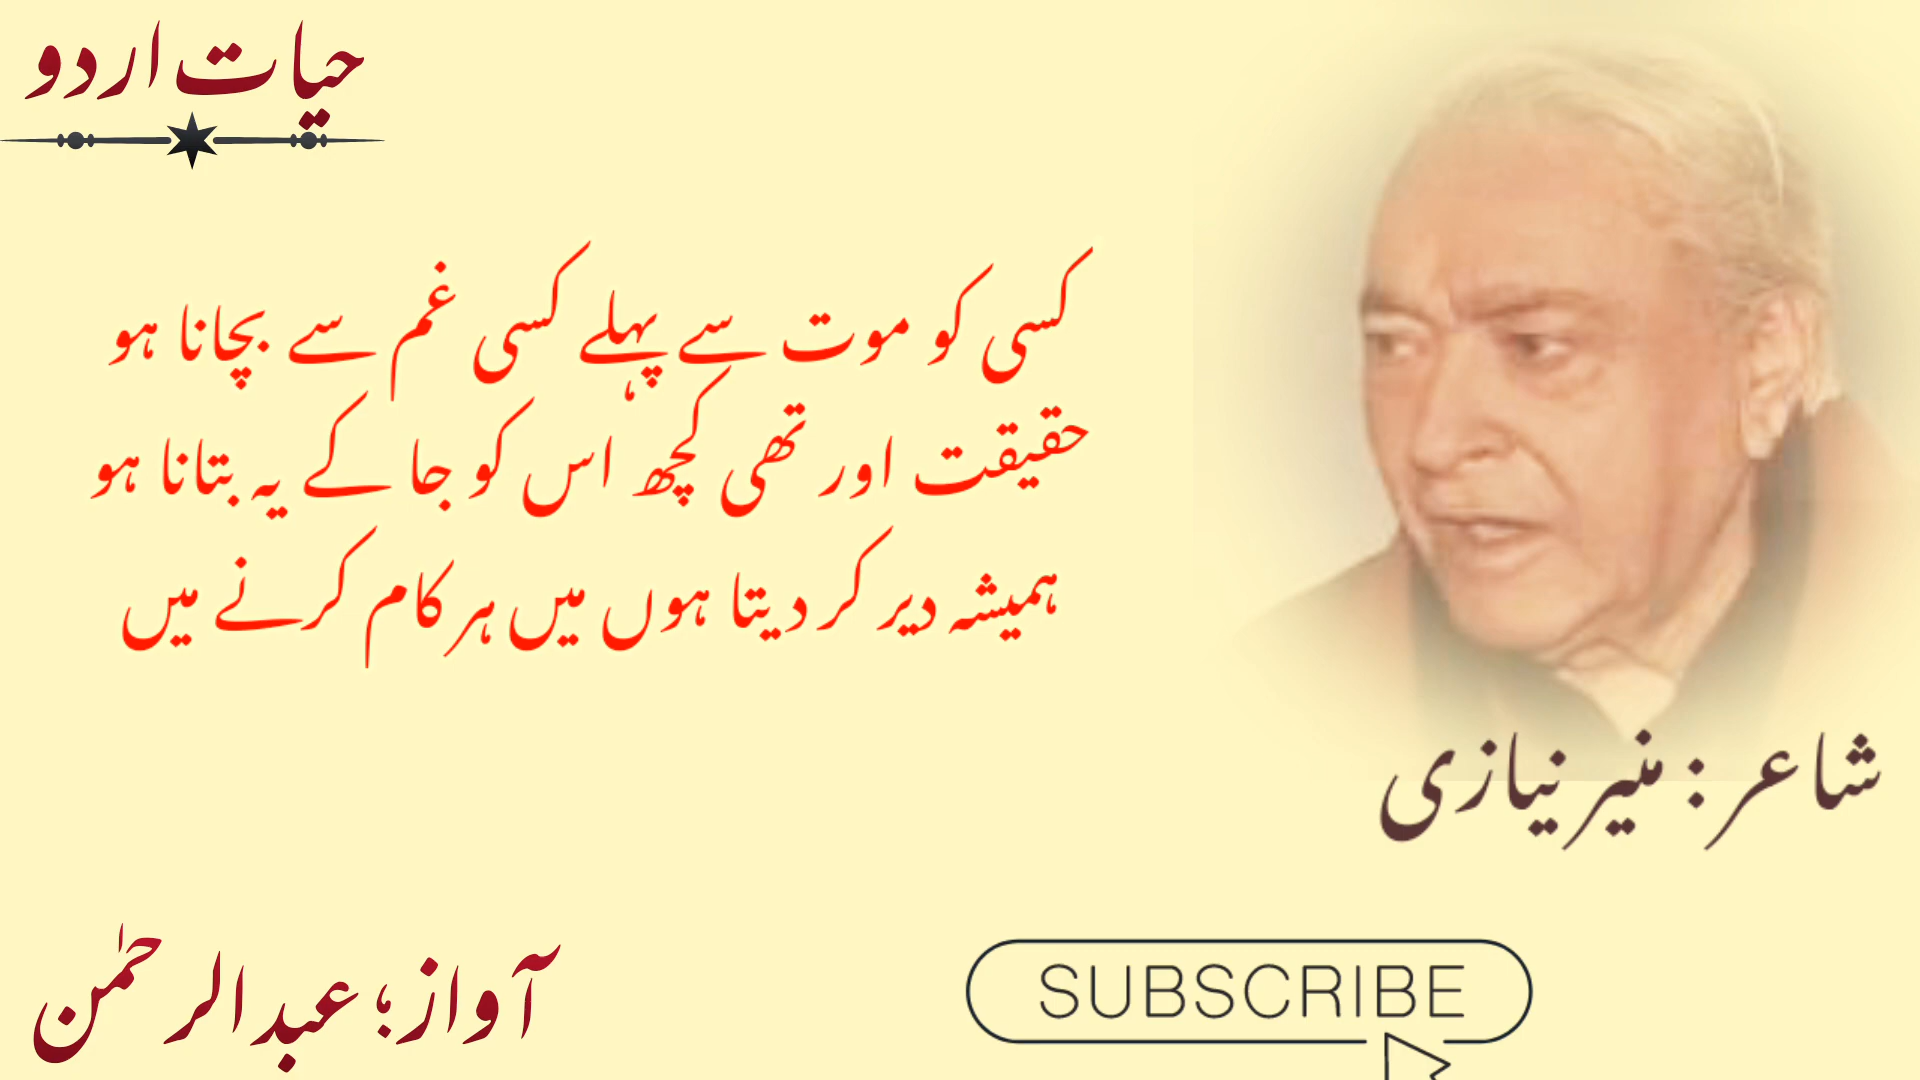 حیات اردو
کسی کو موت سے پہلے کسی غم سے بچانا ہو
حقیقت اور تھی کچھ اس کو جا کے یہ بتانا ہو
ہمیشہ دیر کر دیتا ہوں میں ہر کام کرنے میں
شاعر : منیر نیازی
آواز؛ عبدالرحمٰن
SUBSCRIBE